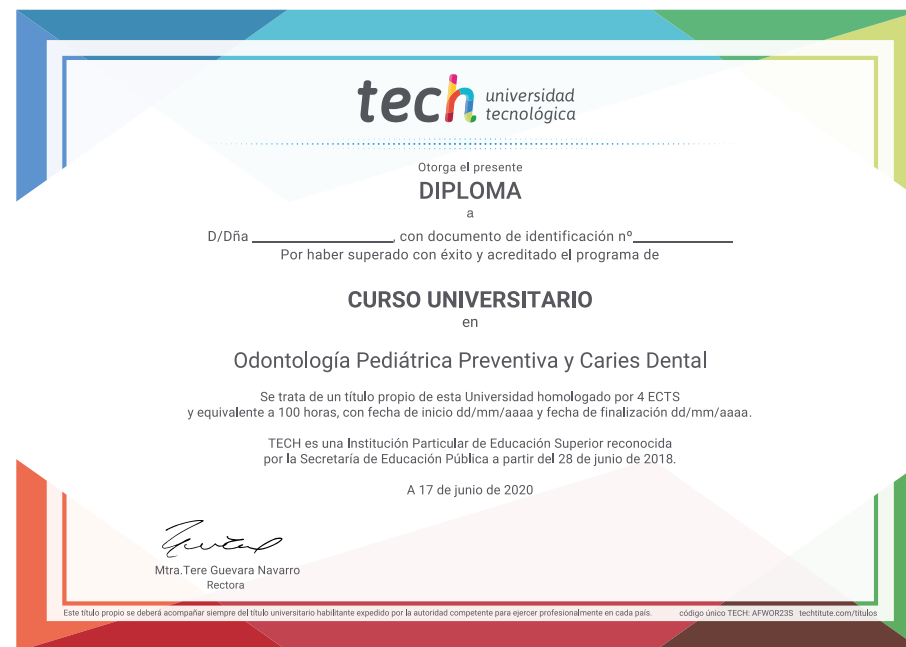 tech universidad
tecnológica
Otorga el presente
DIPLOMA
a
D/Dña ____________, con documento de identificación nº____________
Por haber superado con éxito y acreditado el programa de
CURSO UNIVERSITARIO
en
Odontología Pediátrica Preventiva y Caries Dental
Se trata de un título propio de esta Universidad homologado por 4 ECTS
y equivalente a 100 horas, con fecha de inicio dd/mm/aaaa y fecha de finalización dd/mm/aaaa.
TECH es una Institución Particular de Educación Superior reconocida
por la Secretaría de Educación Pública a partir del 28 de junio de 2018.
A 17 de junio de 2020
Mtra.Tere Guevara Navarro
Rectora
Este título propio se deberá acompañar siempre del título universitario habilitante expedido por la autoridad competente para ejercer profesionalmente en cada país. código único TECH: AFWOR23S techtitute.com/titulos